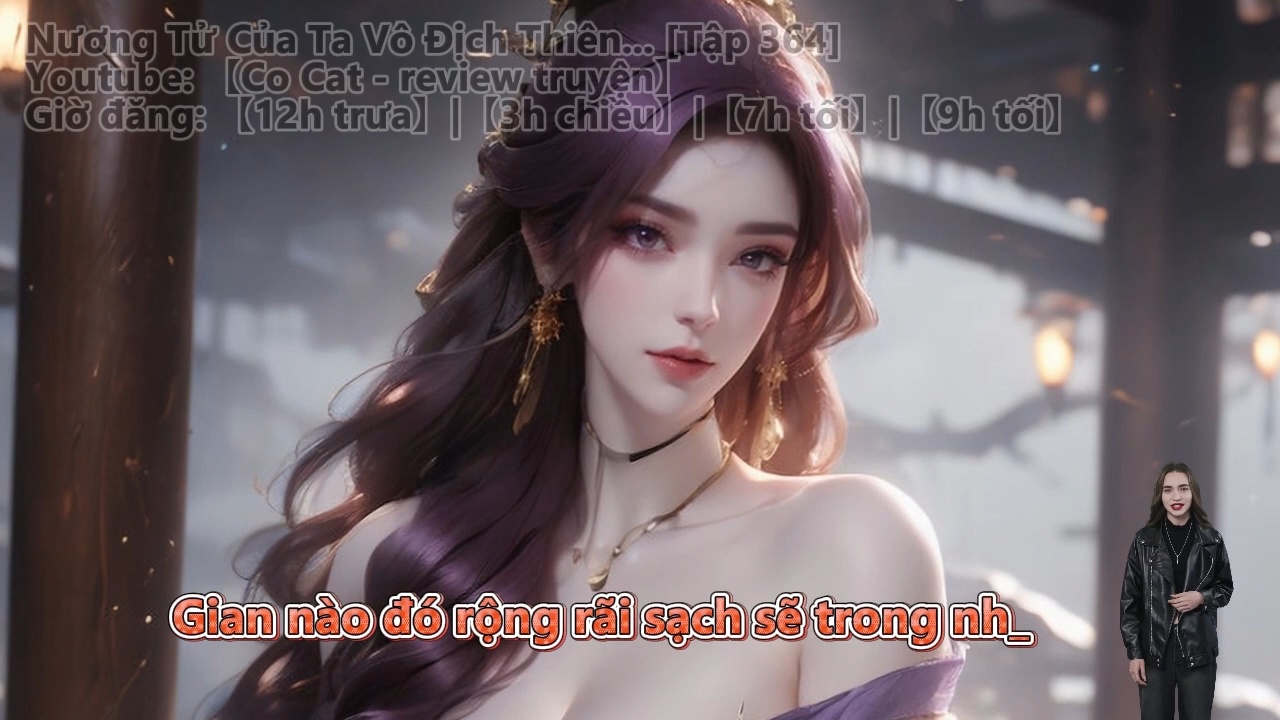 Nương Tử Của Ta Vô Địch Thiên... [Tập 364]
Youtube: 【Co Cat - review truyện】
Giờ đăng: 【12h trưa】 | 【3h chiều】 | 【7h tối】 | 【9h tối】
Gian nào đó rộng rãi sạch sẽ trong nh_